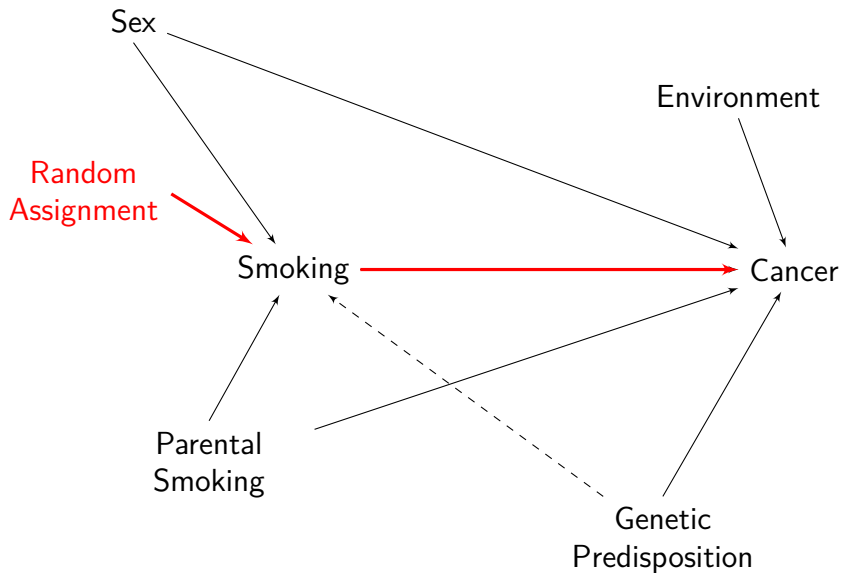 Sex
Environment
Random
Assignment
Smoking
Cancer
Parental
Smoking
Genetic
Predisposition